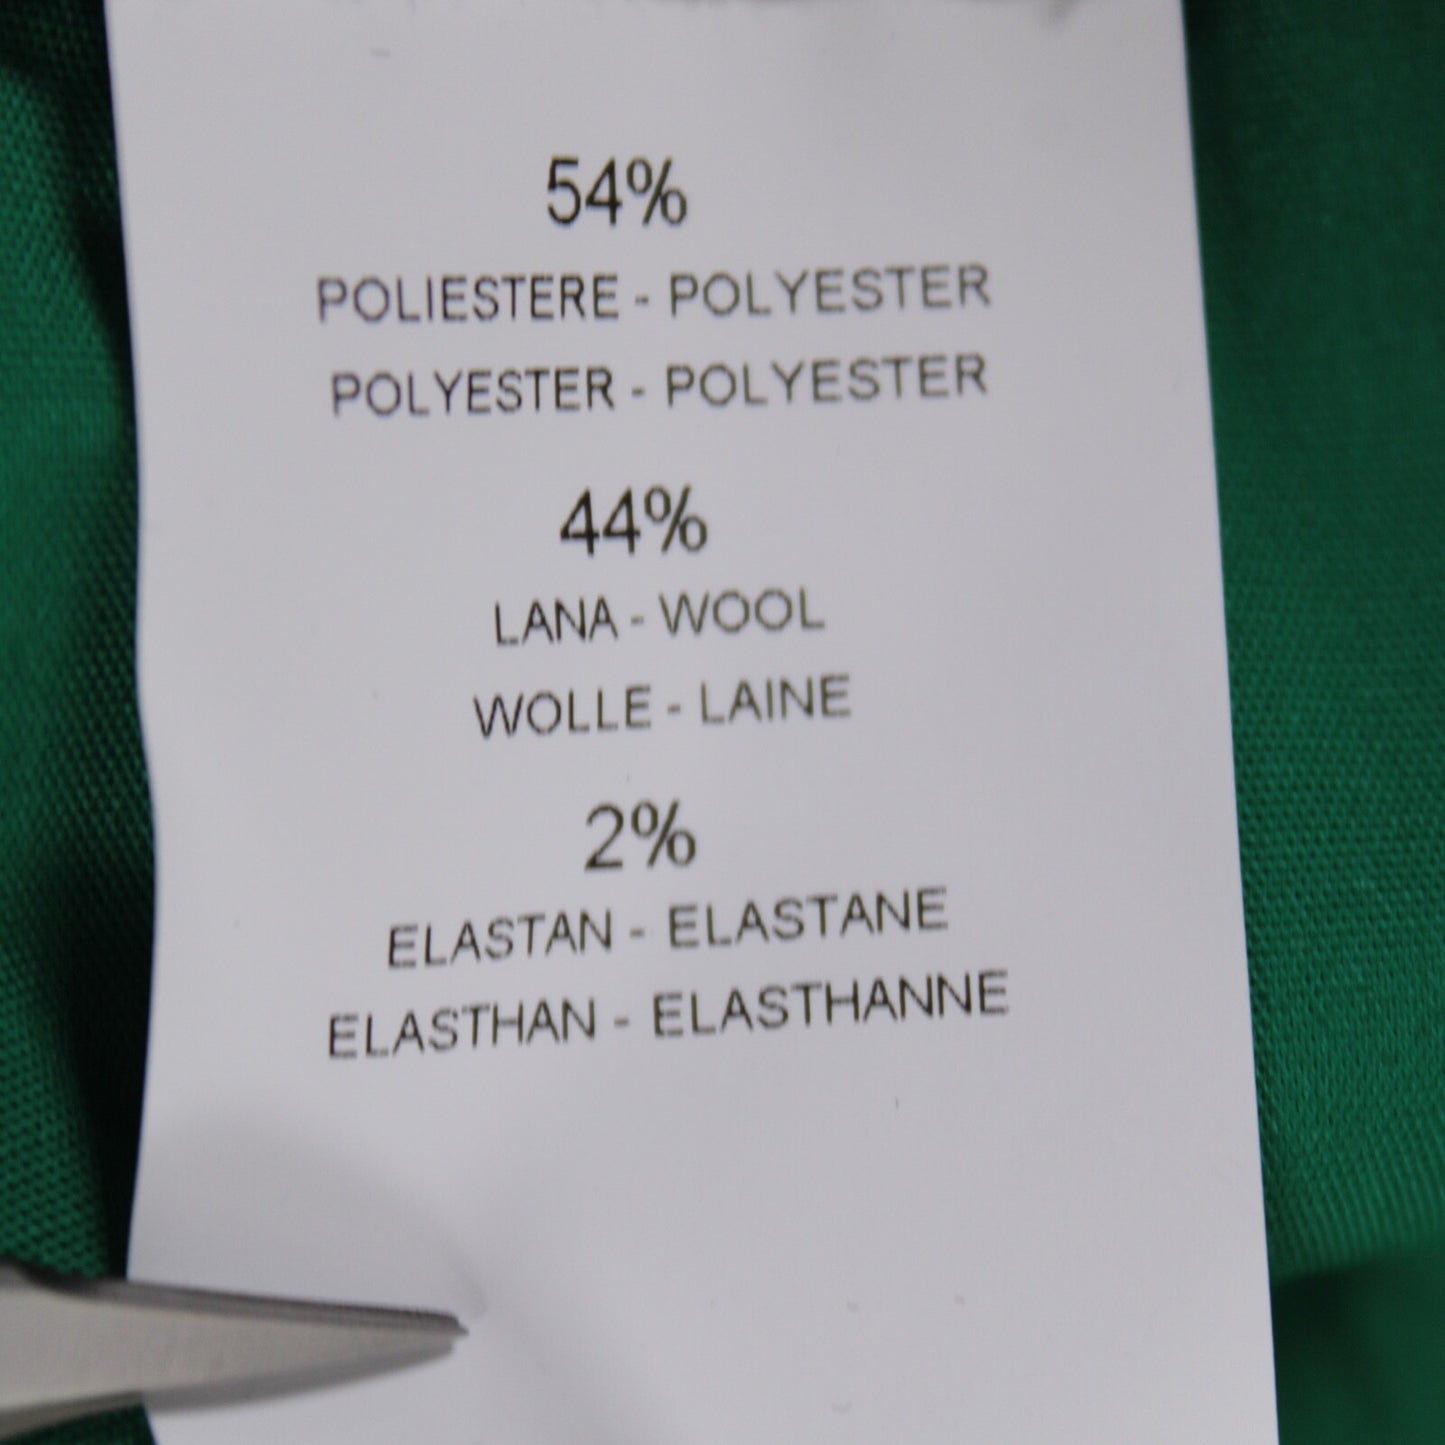 54%
POLIESTERE - POLYESTER
POLYESTER - POLYESTER
44%
LANA - WOOL
WOLLE - LAINE
2%
ELASTAN - ELASTANE
ELASTHAN - ELASTHANNE